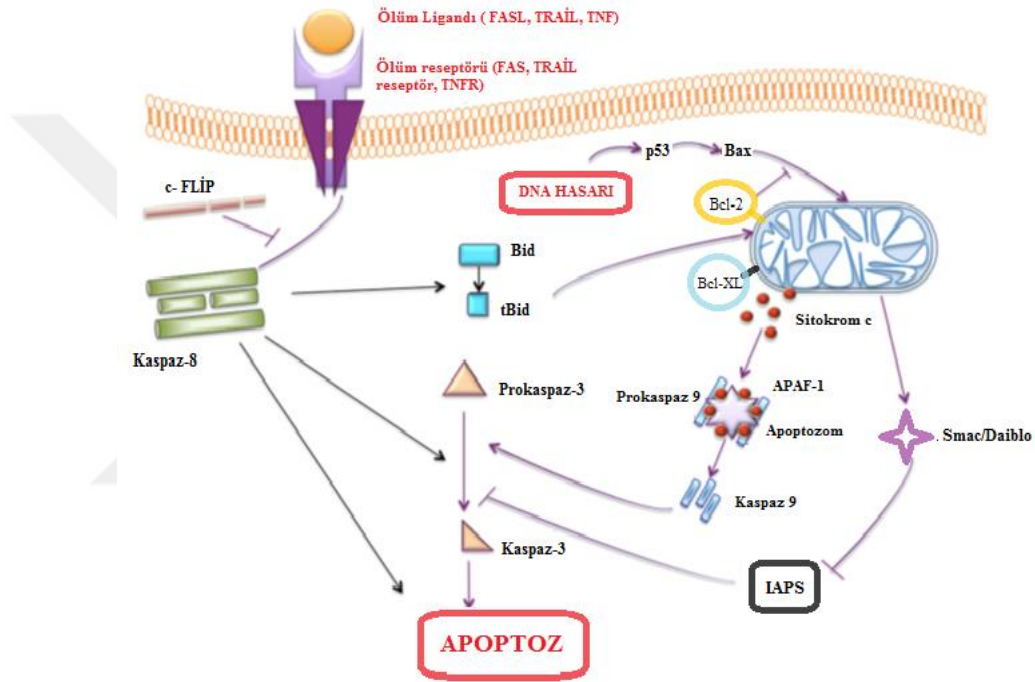 Ölüm Ligandı ( FASL, TRAİL, TNF)
Ölüm reseptörü (FAS, TRAİL
reseptör, TNFR)
p53
Bax
c- FLİP
DNA HASARI
Bcl-2
Bid
Bcl-XL
tBid
Sitokrom c
Kaspaz-8
Prokaspaz-3
Prokaspaz 9
APAF-1
Apoptozom
. Smac/Daiblo
Kaspaz 9
Kaspaz-3
IAPS
APOPTOZ